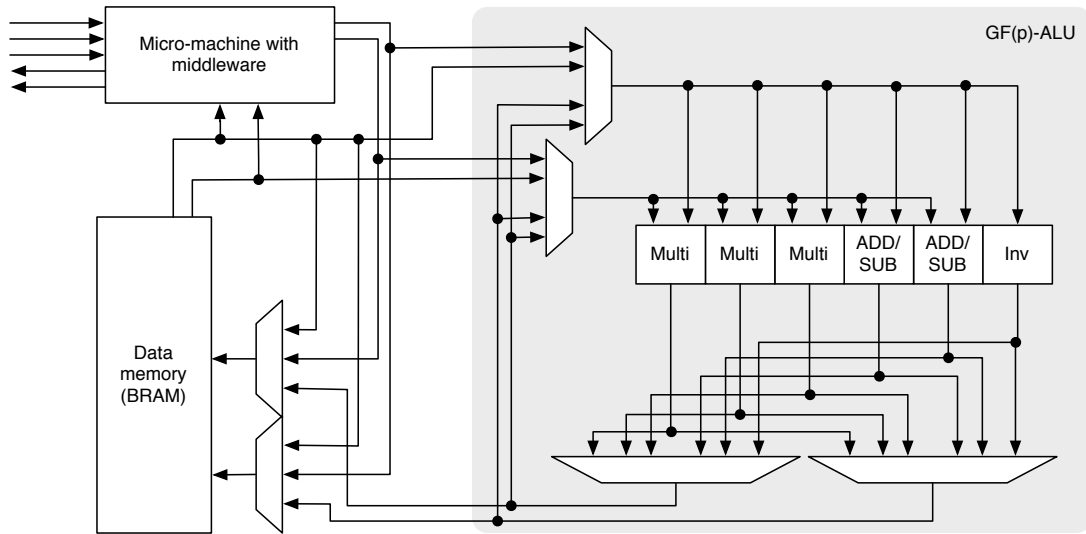 Micro-machine with
middleware
GF(p)-ALU
Multi
Multi
Multi
ADD/
SUB
ADD/
SUB
Inv
Data
memory
(BRAM)